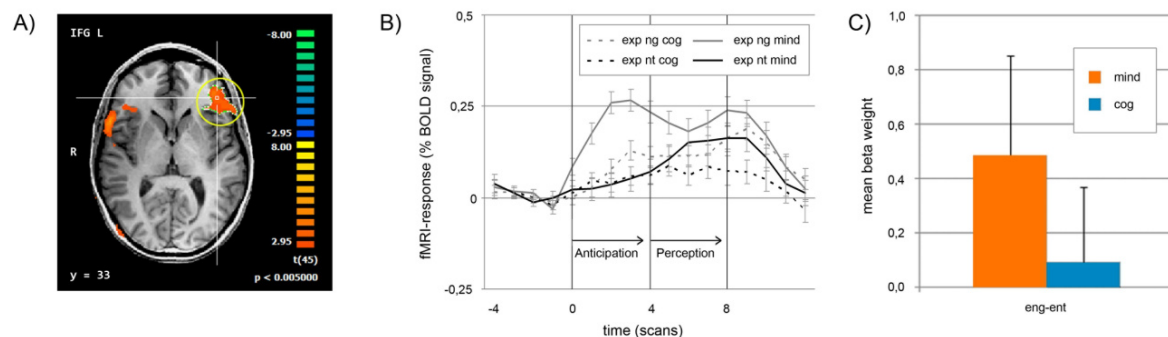 A)
IFG L
-8.00
-2.95
8.00
R
2.95
t(45)
y = 33
p < 0.005000
B)
fMRI-response (% BOLD signal)
0,5
0,25
0
-0,25
exp ng cog
exp ng mind
exp nt cog
exp nt mind
Anticipation
Perception
-4
0
4
8
time (scans)
C)
mean beta weight
1,0
0,8
0,6
0,4
0,2
0,0
mind
cog
eng-ent